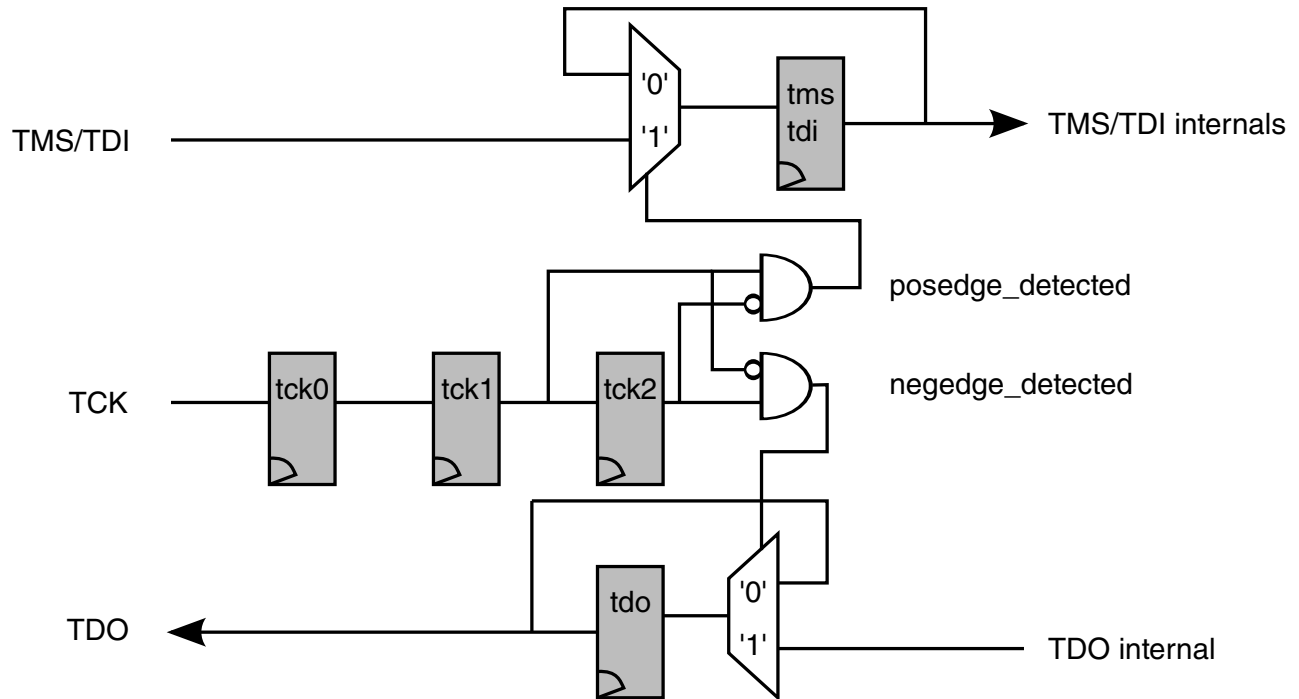 '0'
tms
tdi
TMS/TDI
'1'
TMS/TDI internals
posedge_detected
TCK
tck0
tck1
tck2
negedge_detected
TDO
tdo
'0'
'1'
TDO internal